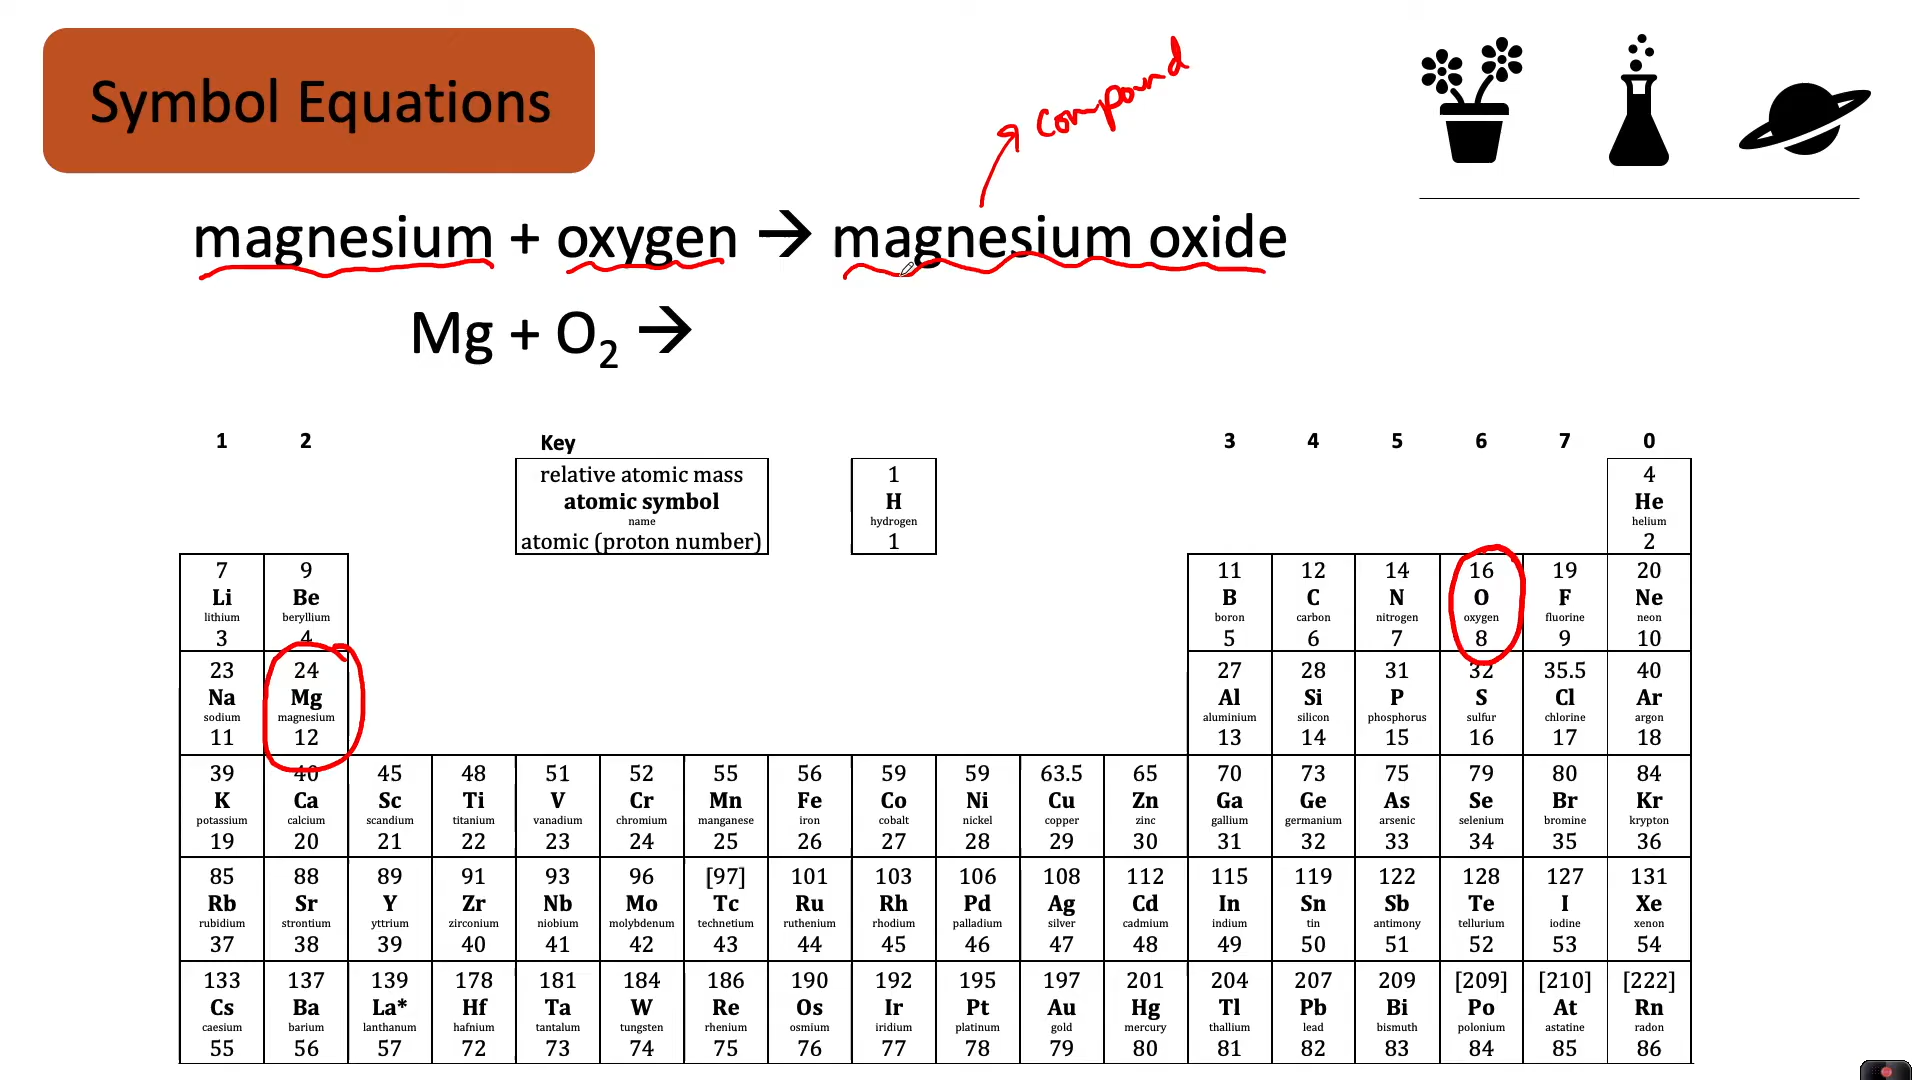 Symbol Equations
compound
magnesium + oxygen → magnesium oxide
Mg + O₂ →
1 2 Key 3 4 5 6 7 0
relative atomic mass 1 4
atomic symbol H He
name hydrogen helium
atomic (proton number) 1 2
7 9 11 12 14 16 19 20
Li Be B C N O F Ne
lithium beryllium boron carbon nitrogen oxygen fluorine neon
3 4 5 6 7 8 9 10
23 24 27 28 31 32 35.5 40
Na Mg Al Si P S Cl Ar
sodium magnesium aluminium silicon phosphorus sulfur chlorine argon
11 12 13 14 15 16 17 18
39 40 45 48 51 52 55 56 59 59 63.5 65 70 73 75 79 80 84
K Ca Sc Ti V Cr Mn Fe Co Ni Cu Zn Ga Ge As Se Br Kr
potassium calcium scandium titanium vanadium chromium manganese iron cobalt nickel copper zinc gallium germanium arsenic selenium bromine krypton
19 20 21 22 23 24 25 26 27 28 29 30 31 32 33 34 35 36
85 88 89 91 93 96 [97] 101 103 106 108 112 115 119 122 128 127 131
Rb Sr Y Zr Nb Mo Tc Ru Rh Pd Ag Cd In Sn Sb Te I Xe
rubidium strontium yttrium zirconium niobium molybdenum technetium ruthenium rhodium palladium silver cadmium indium tin antimony tellurium iodine xenon
37 38 39 40 41 42 43 44 45 46 47 48 49 50 51 52 53 54
133 137 139 178 181 184 186 190 192 195 197 201 204 207 209 [209] [210] [222]
Cs Ba La* Hf Ta W Re Os Ir Pt Au Hg Tl Pb Bi Po At Rn
caesium barium lanthanum hafnium tantalum tungsten rhenium osmium iridium platinum gold mercury thallium lead bismuth polonium astatine radon
55 56 57 72 73 74 75 76 77 78 79 80 81 82 83 84 85 86